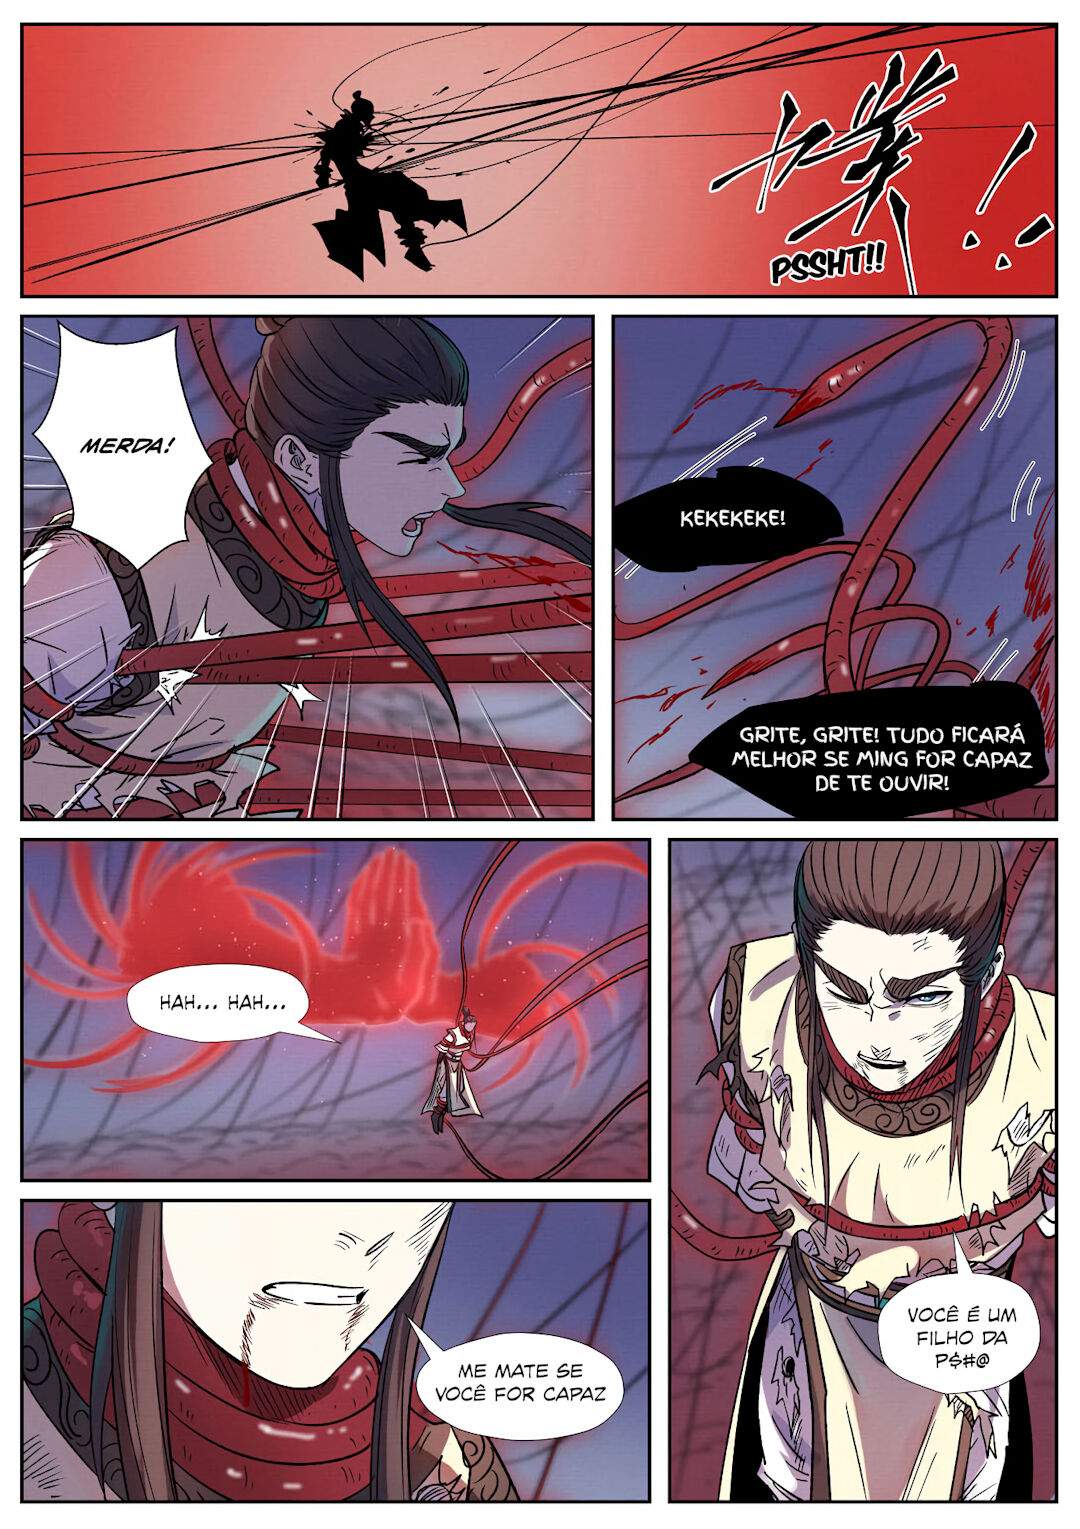 噗!!
PSSHT!!
MERDA!
KEKEKEKE!
GRITE, GRITE! TUDO FICARÁ
MELHOR SE MING FOR CAPAZ
DE TE OUVIR!
HAH... HAH...
VOCÊ É UM
FILHO DA
P$#@
ME MATE SE
VOCÊ FOR CAPAZ